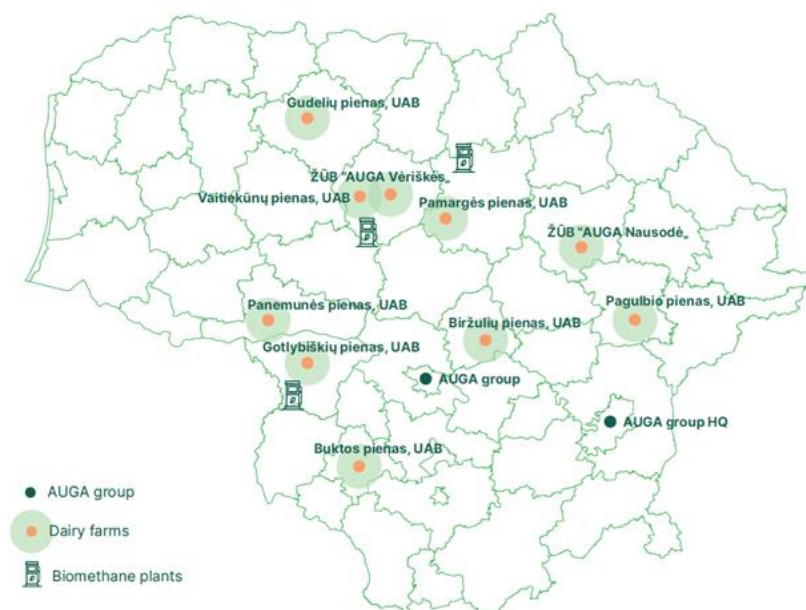 Gudelių pienas, UAB
ŽŪB "AUGA Vėriškės„
Vaitiekūnų pienas, UAB
Pamargės pienas, UAB
ŽŪB "AUGA Nausodė„
Panemunės pienas, UAB
Pagulbio pienas, UAB
Biržulių pienas, UAB
Gotlybiškių pienas, UAB
AUGA group
AUGA group HQ
Buktos pienas, UAB
AUGA group
Dairy farms
Biomethane plants